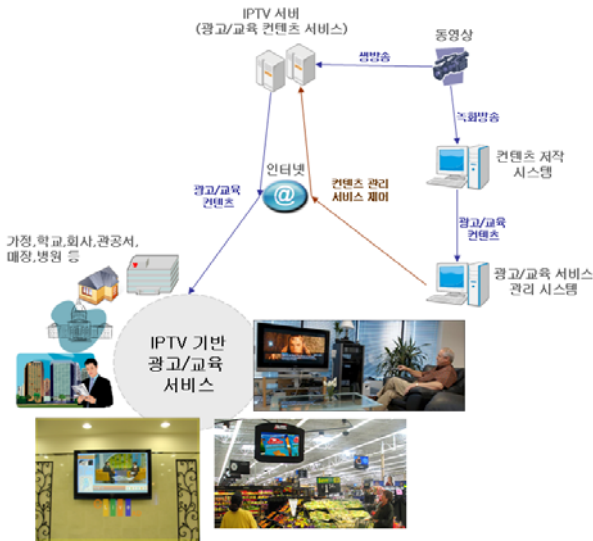 IPTV 서버
(광고/교육 컨텐츠 서비스)
동영상
생방송
녹화방송
인터넷
@
광고/교육
컨텐츠
컨텐츠 관리
서비스 제어
컨텐츠 저작
시스템
광고/교육
컨텐츠
가정,학교,회사,관공서,
매장,병원 등
광고/교육 서비스
관리 시스템
IPTV 기반
광고/교육
서비스